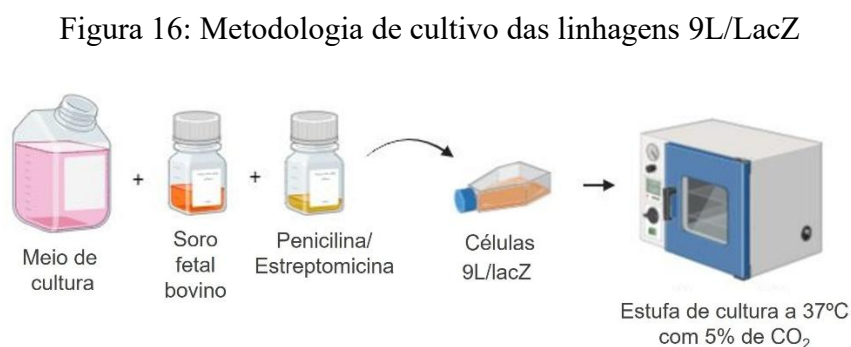 Figura 16: Metodologia de cultivo das linhagens 9L/LacZ
+
+
Meio de
cultura
Soro
fetal
bovino
Penicilina/
Estreptomicina
Células
9L/lacZ
Estufa de cultura a 37ºC
com 5% de CO₂